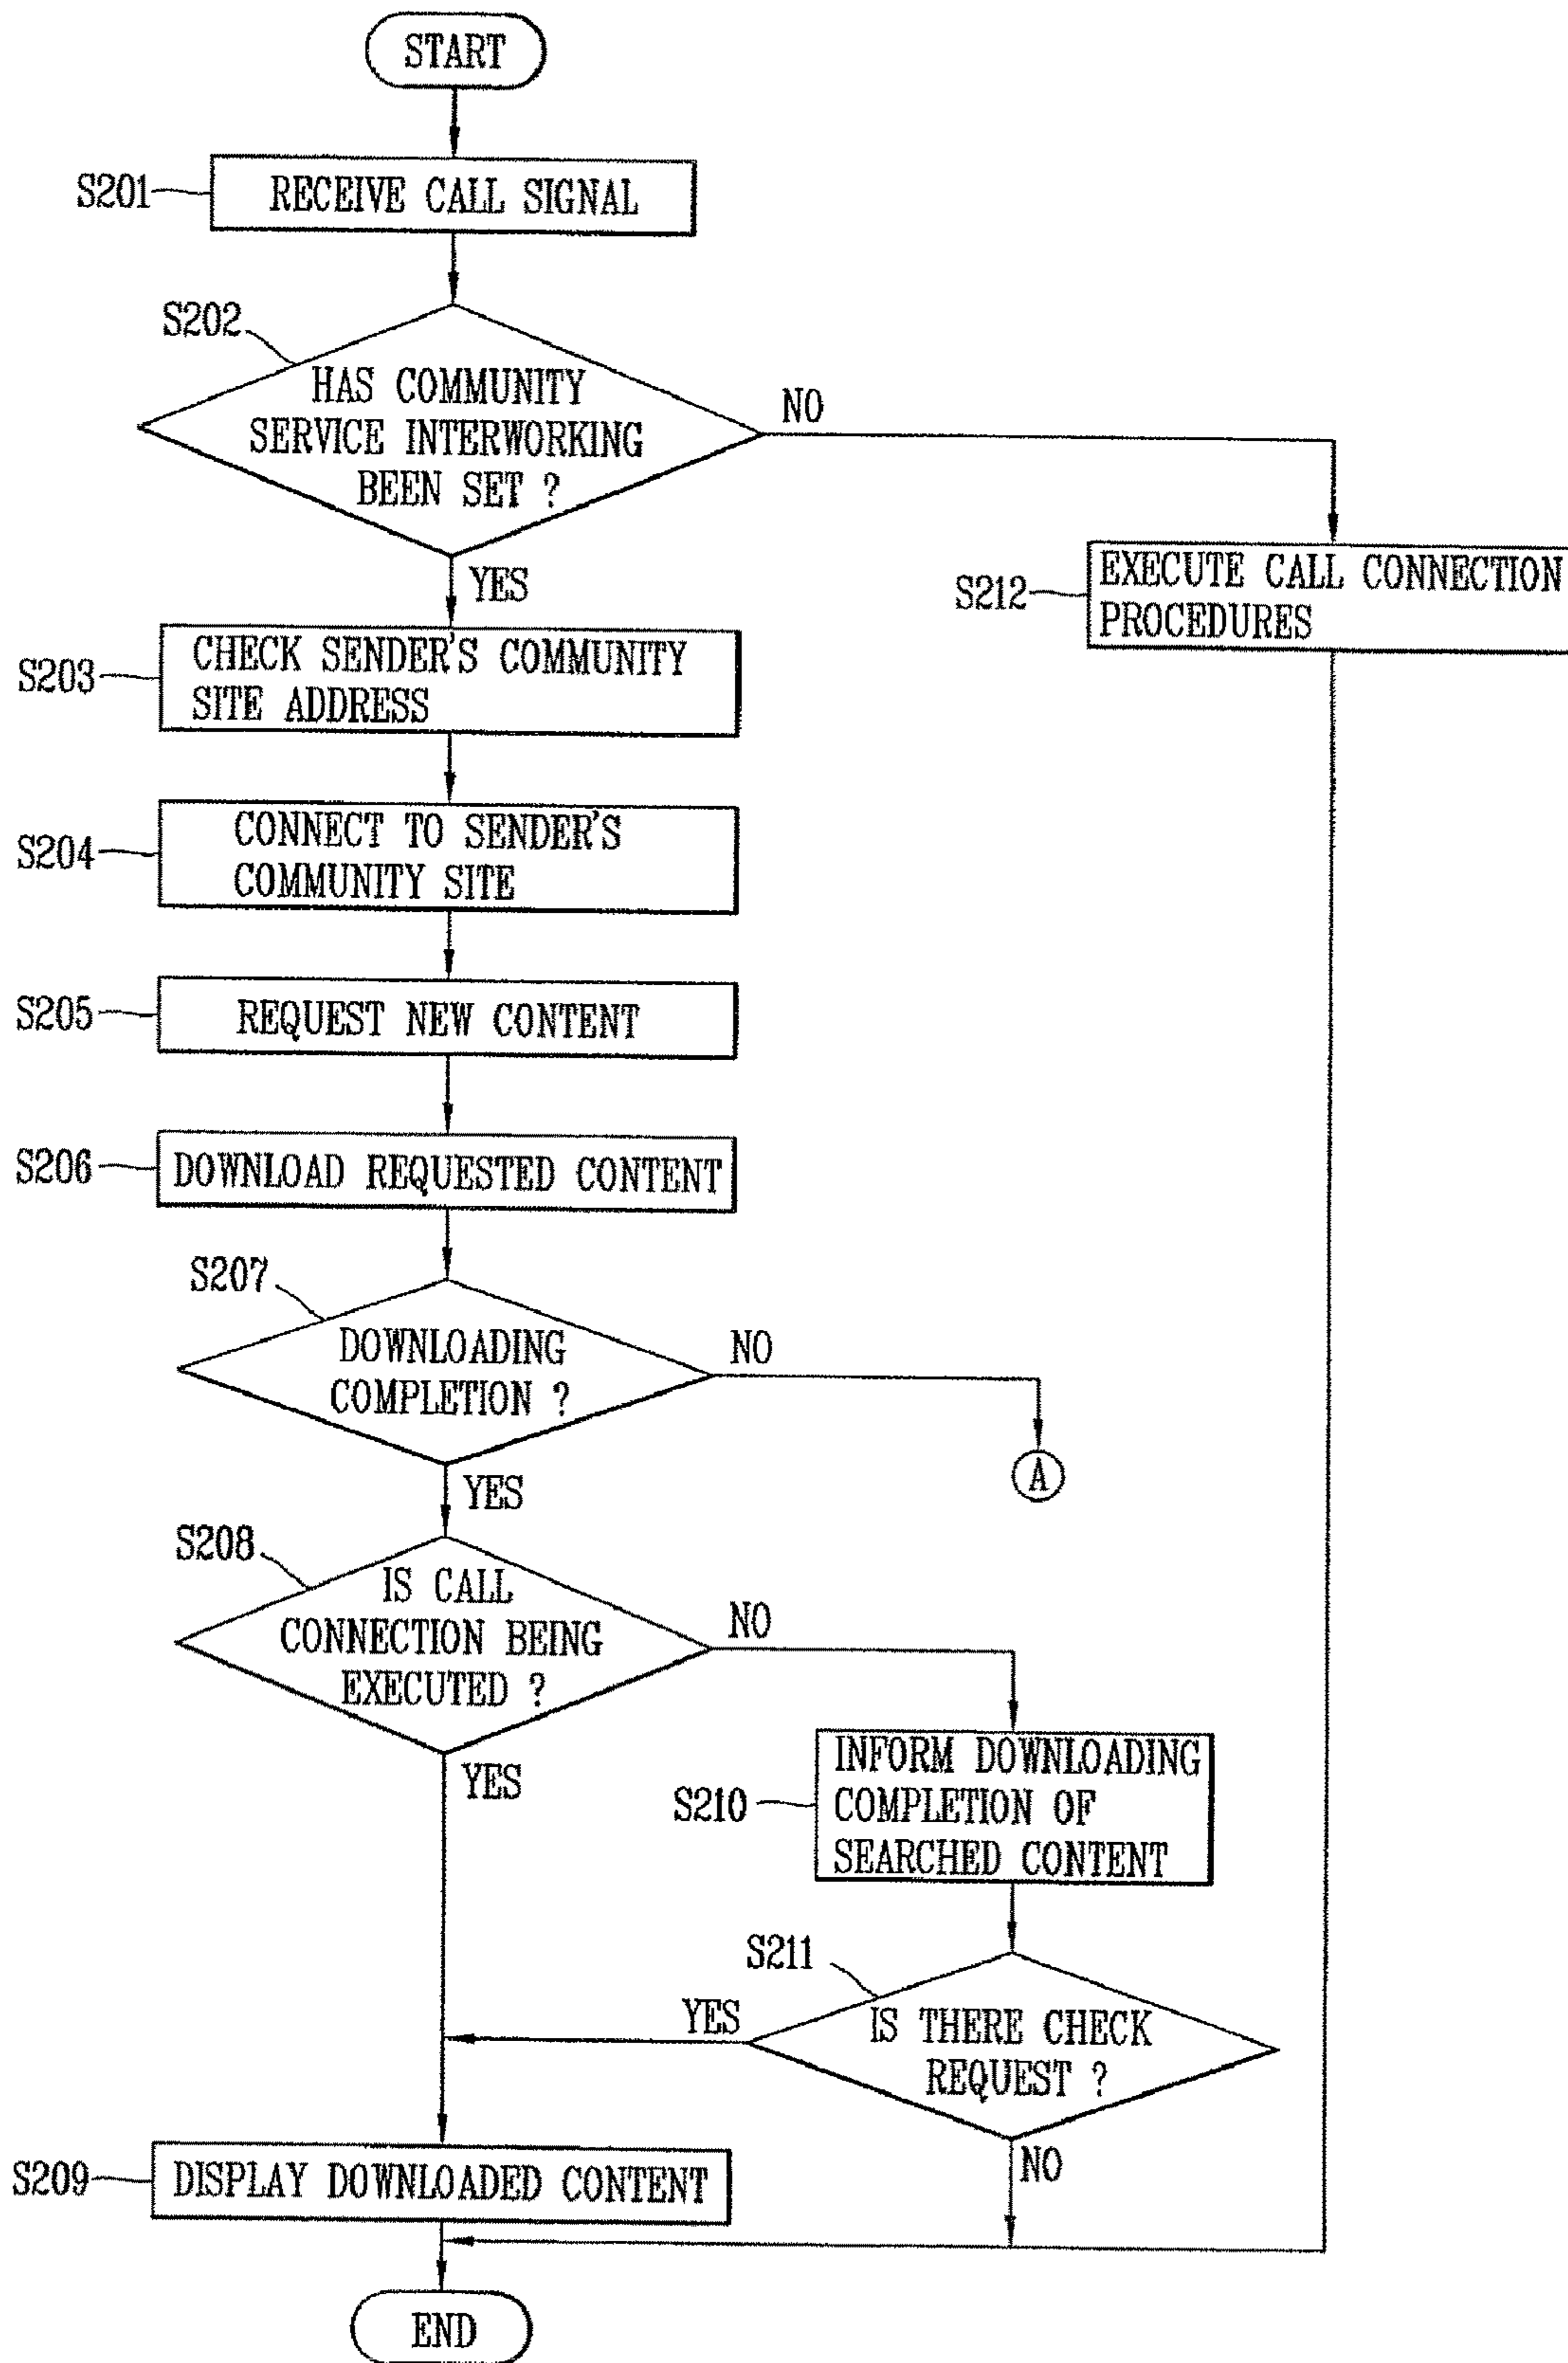 START
S201
RECEIVE CALL SIGNAL
S202
HAS COMMUNITY
SERVICE INTERWORKING
BEEN SET ?
NO
YES
S212
EXECUTE CALL CONNECTION
PROCEDURES
S203
CHECK SENDER'S COMMUNITY
SITE ADDRESS
S204
CONNECT TO SENDER'S
COMMUNITY SITE
S205
REQUEST NEW CONTENT
S206
DOWNLOAD REQUESTED CONTENT
S207
DOWNLOADING
COMPLETION ?
NO
A
YES
S208
IS CALL
CONNECTION BEING
EXECUTED ?
NO
YES
S210
INFORM DOWNLOADING
COMPLETION OF
SEARCHED CONTENT
S211
IS THERE CHECK
REQUEST ?
YES
NO
S209
DISPLAY DOWNLOADED CONTENT
END